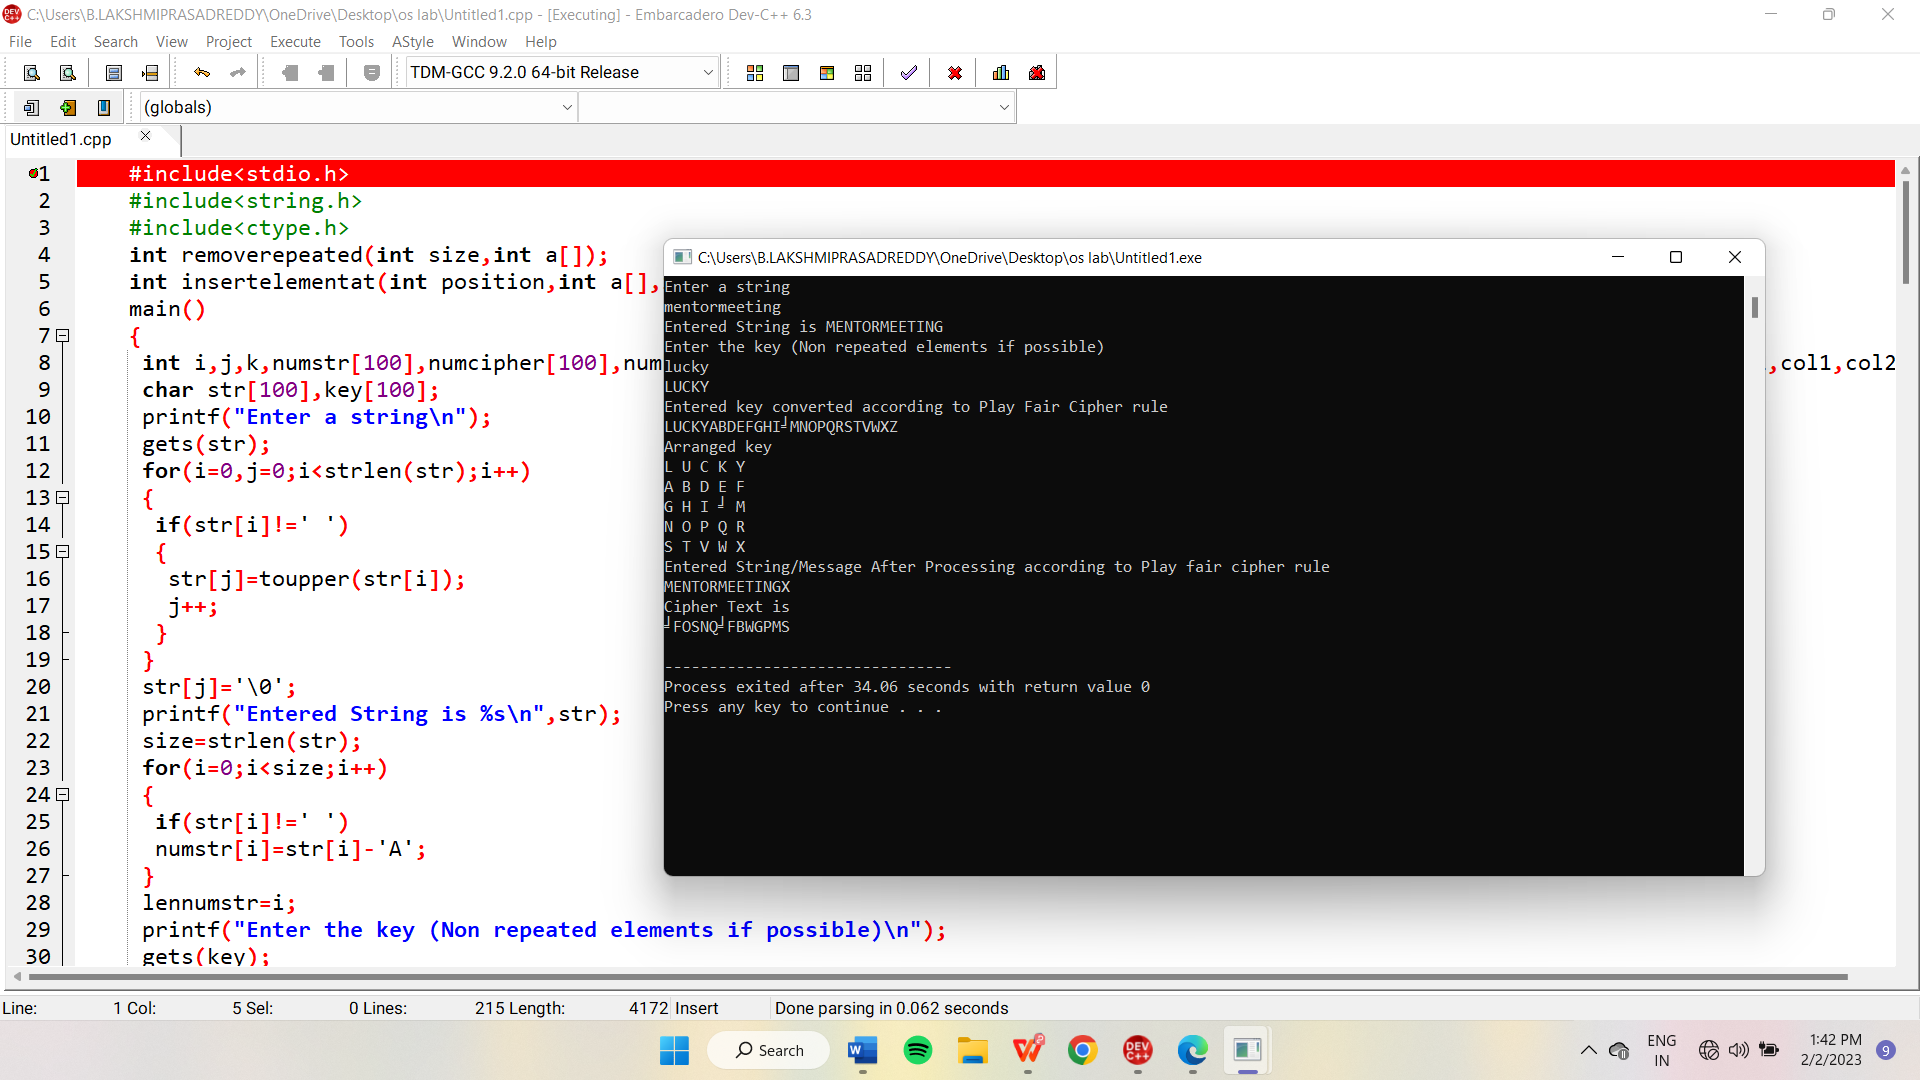 C:\Users\B.LAKSHMIPRASADREDDY\OneDrive\Desktop\os lab\Untitled1.cpp - [Executing] - Embarcadero Dev-C++ 6.3
File Edit Search View Project Execute Tools AStyle Window Help
TDM-GCC 9.2.0 64-bit Release
(globals)
Untitled1.cpp
1 #include<stdio.h>
2 #include<string.h>
3 #include<ctype.h>
4 int removerepeated(int size,int a[]);
5 int insertelementat(int position,int a[],
6 main()
7 {
8 int i,j,k,numstr[100],numcipher[100],num ,col1,col2
9 char str[100],key[100];
10 printf("Enter a string\n");
11 gets(str);
12 for(i=0,j=0;i<strlen(str);i++)
13 {
14 if(str[i]!=' ')
15 {
16 str[j]=toupper(str[i]);
17 j++;
18 }
19 }
20 str[j]='\0';
21 printf("Entered String is %s\n",str);
22 size=strlen(str);
23 for(i=0;i<size;i++)
24 {
25 if(str[i]!=' ')
26 numstr[i]=str[i]-'A';
27 }
28 lennumstr=i;
29 printf("Enter the key (Non repeated elements if possible)\n");
30 gets(key);
C:\Users\B.LAKSHMIPRASADREDDY\OneDrive\Desktop\os lab\Untitled1.exe
Enter a string
mentormeeting
Entered String is MENTORMEETING
Enter the key (Non repeated elements if possible)
lucky
LUCKY
Entered key converted according to Play Fair Cipher rule
LUCKYABDEFGHI╛MNOPQRSTVWXZ
Arranged key
L U C K Y
A B D E F
G H I ╛ M
N O P Q R
S T V W X
Entered String/Message After Processing according to Play fair cipher rule
MENTORMEETINGX
Cipher Text is
╛FOSNQ╛FBWGPMS
--------------------------------
Process exited after 34.06 seconds with return value 0
Press any key to continue . . .
Line: 1 Col: 5 Sel: 0 Lines: 215 Length: 4172 Insert Done parsing in 0.062 seconds
Search
ENG
IN
1:42 PM
2/2/2023
9